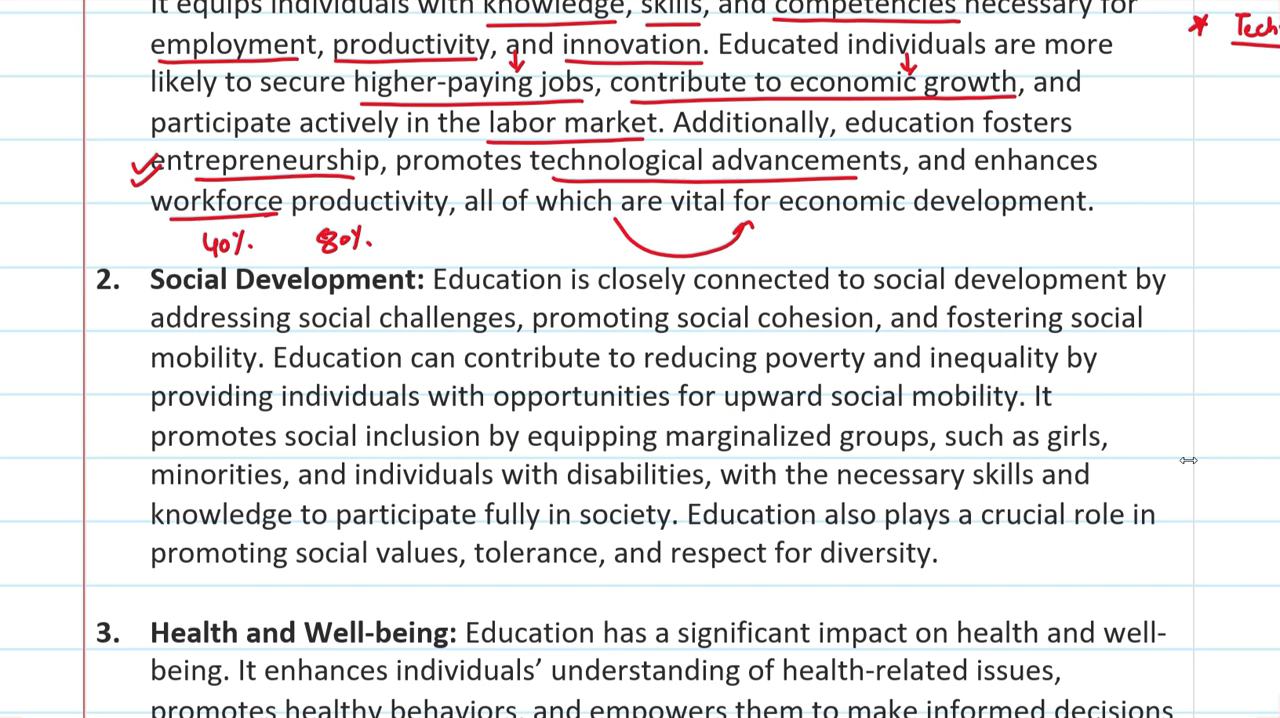 It equips individuals with knowledge, skills, and competencies necessary for
* Tech
employment, productivity, and innovation. Educated individuals are more
likely to secure higher-paying jobs, contribute to economic growth, and
participate actively in the labor market. Additionally, education fosters
entrepreneurship, promotes technological advancements, and enhances
workforce productivity, all of which are vital for economic development.
40% 80%
2. Social Development: Education is closely connected to social development by
addressing social challenges, promoting social cohesion, and fostering social
mobility. Education can contribute to reducing poverty and inequality by
providing individuals with opportunities for upward social mobility. It
promotes social inclusion by equipping marginalized groups, such as girls,
minorities, and individuals with disabilities, with the necessary skills and
knowledge to participate fully in society. Education also plays a crucial role in
promoting social values, tolerance, and respect for diversity.
3. Health and Well-being: Education has a significant impact on health and well-
being. It enhances individuals’ understanding of health-related issues,
promotes healthy behaviors, and empowers them to make informed decisions